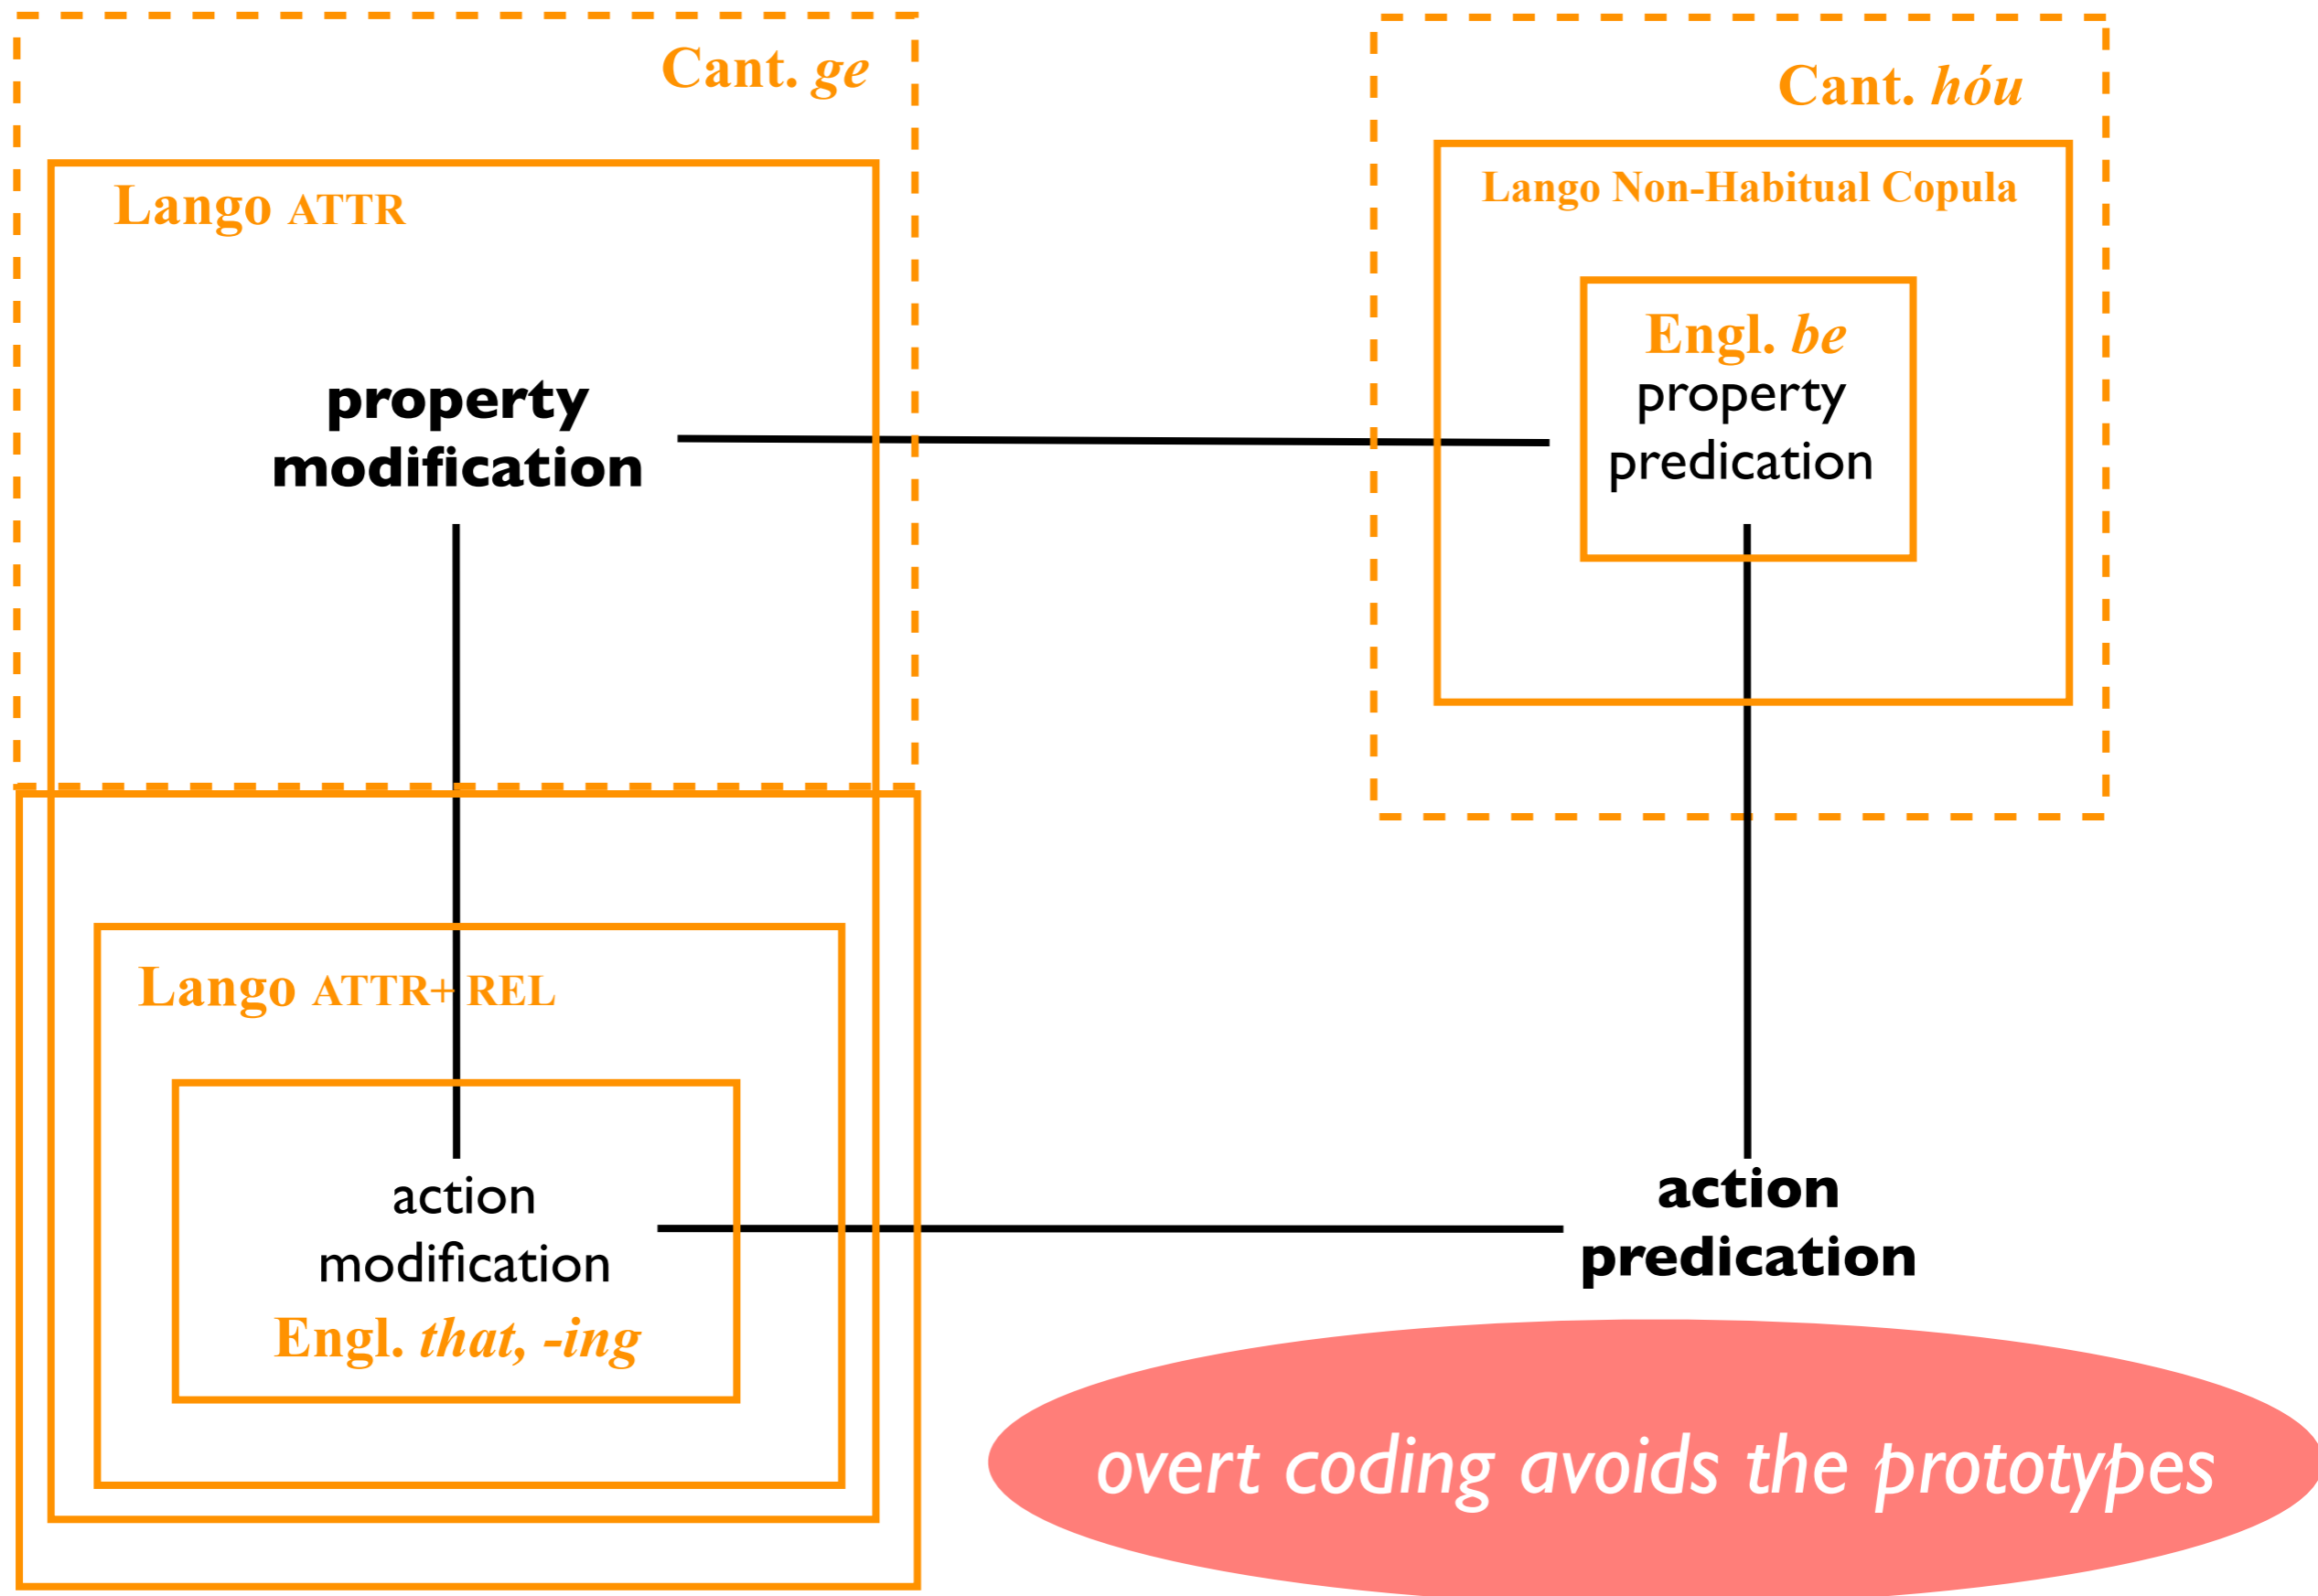 Cant. ge
Cant. hóu
Lango ATTR
Lango Non-Habitual Copula
Engl. be
property
modification
property
predication
Lango ATTR+REL
action
modification
Engl. that, -ing
action
predication
overt coding avoids the prototypes